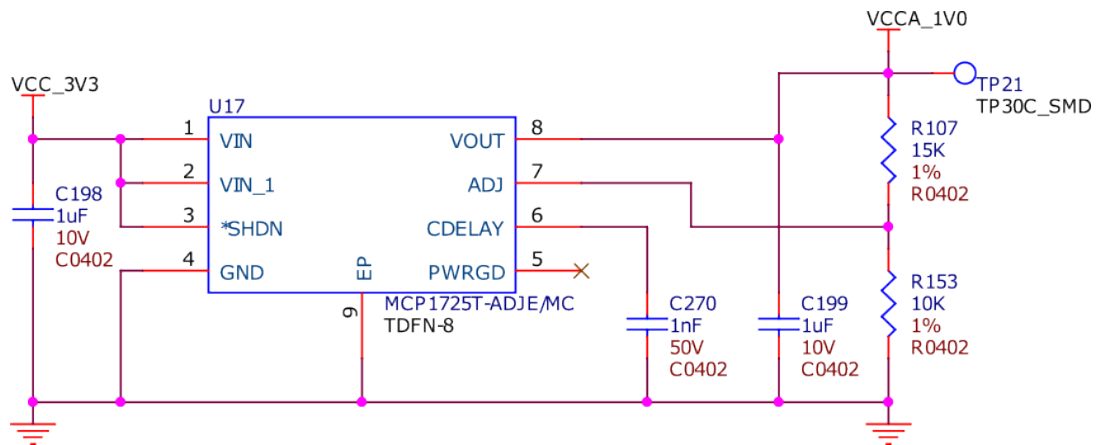 VCCA_1V0
VCC_3V3
TP21
TP30C_SMD
U17
1
VIN
VOUT
8
R107
15K
1%
R0402
2
VIN_1
ADJ
7
C198
1uF
10V
C0402
3
*SHDN
CDELAY
6
4
GND
EP
PWRGD
5
9
MCP1725T-ADJE/MC
TDFN-8
C270
1nF
50V
C0402
C199
1uF
10V
C0402
R153
10K
1%
R0402